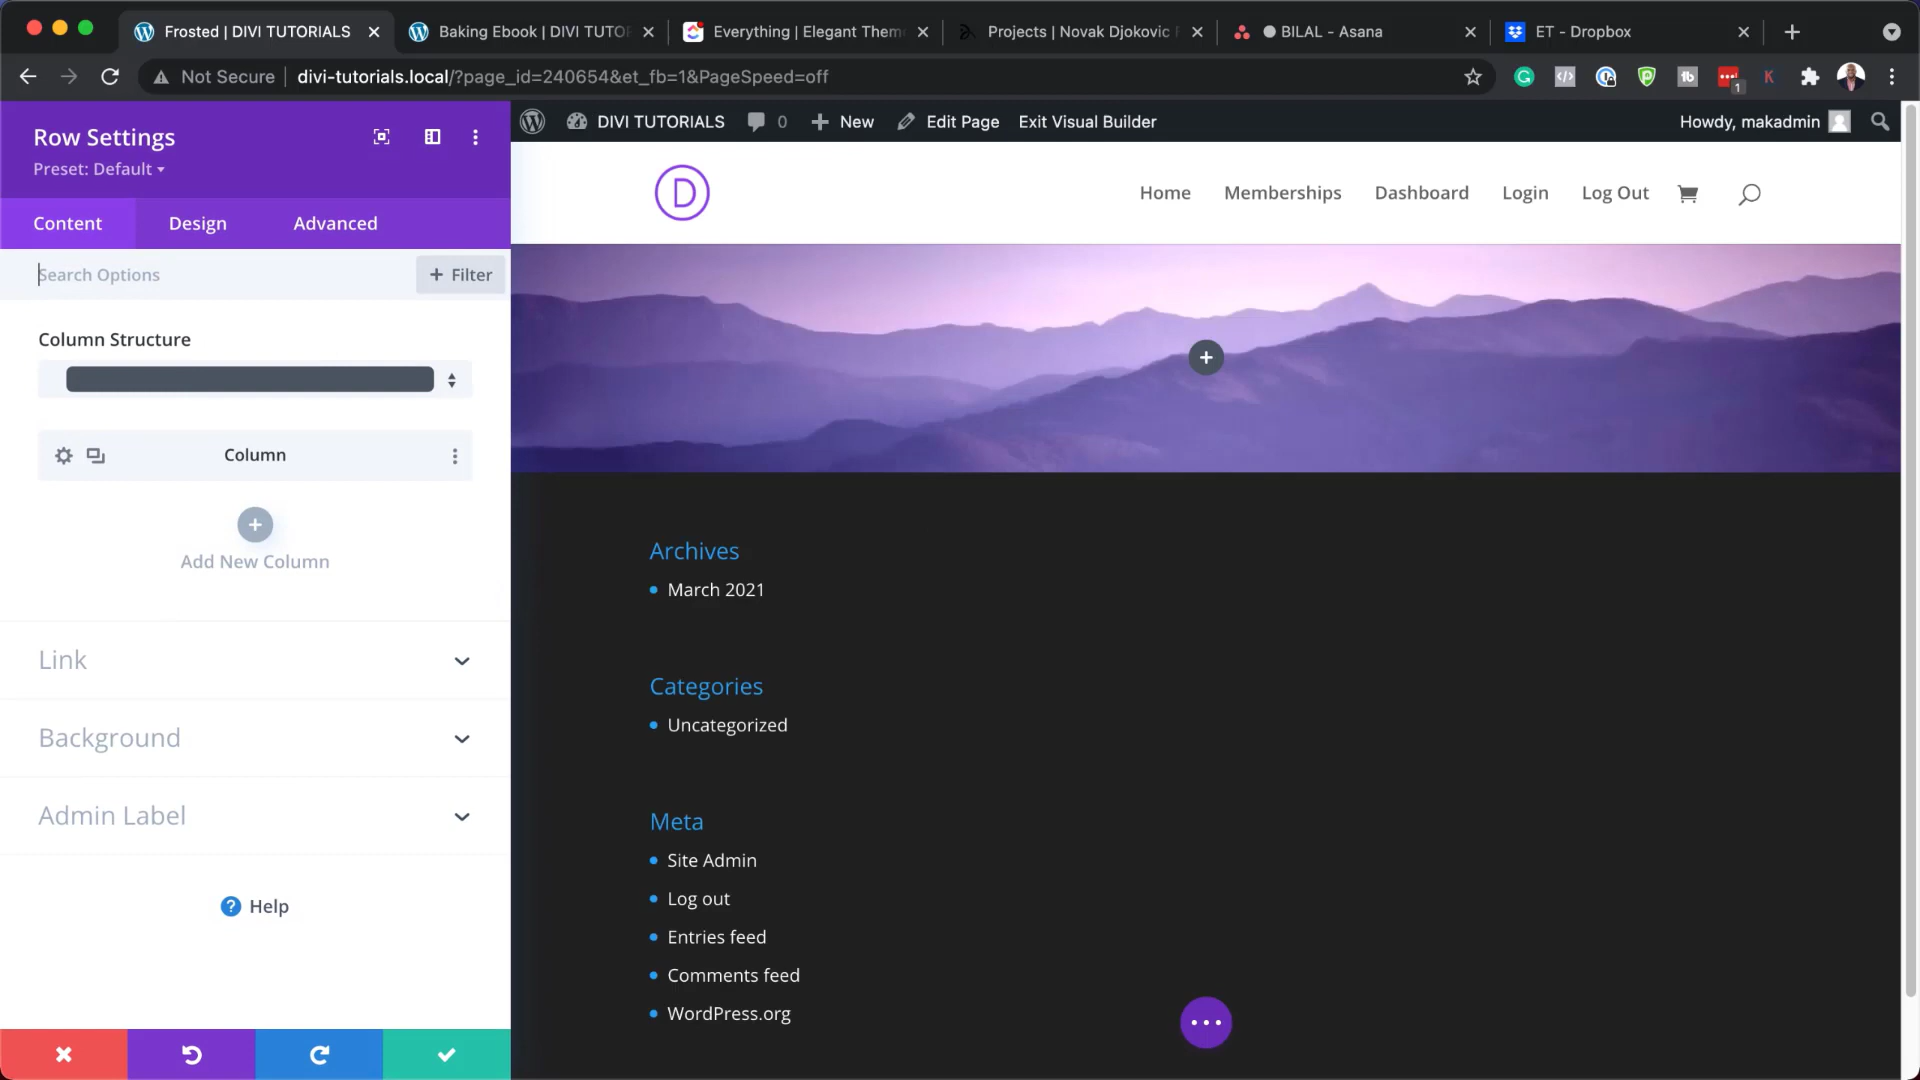 Frosted | DIVI TUTORIALS
Baking Ebook | DIVI TUTO
Everything | Elegant Them
Projects | Novak Djokovic F
BILAL - Asana
ET - Dropbox
Not Secure
divi-tutorials.local/?page_id=240654&et_fb=1&PageSpeed=off
1
DIVI TUTORIALS
0
New
Edit Page
Exit Visual Builder
Howdy, makadmin
Row Settings
Preset: Default
Content
Design
Advanced
Search Options
+ Filter
Column Structure
Column
Add New Column
Link
Background
Admin Label
Help
D
Home
Memberships
Dashboard
Login
Log Out
Archives
March 2021
Categories
Uncategorized
Meta
Site Admin
Log out
Entries feed
Comments feed
WordPress.org